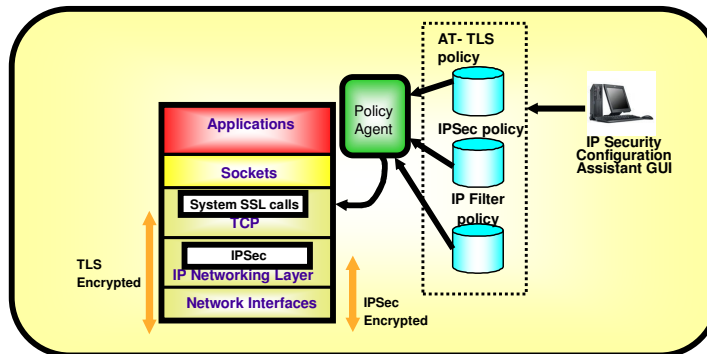 AT- TLS
policy
Policy
Agent
Applications
IPSec policy
IP Security
Configuration
Assistant GUI
Sockets
IP Filter
policy
System SSL calls
TCP
IPSec
IP Networking Layer
TLS
Encrypted
Network Interfaces
IPSec
Encrypted